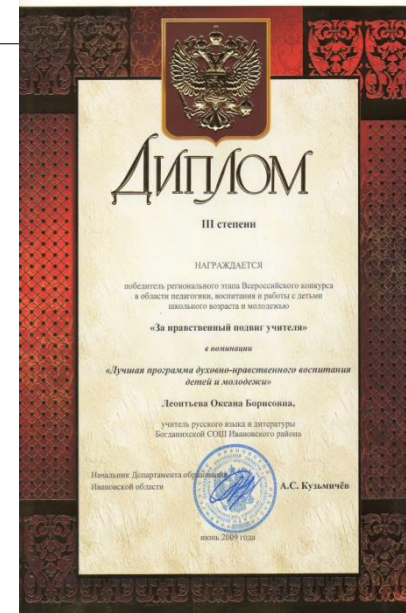 ДИПЛОМ
III степени
НАГРАЖДАЕТСЯ
победитель регионального этапа Всероссийского конкурса
в области педагогики, воспитания и работы с детьми
школьного возраста и молодежью
«За нравственный подвиг учителя»
в номинации
«Лучшая программа духовно-нравственного воспитания
детей и молодежи»
Леонтьева Оксана Борисовна,
учитель русского языка и литературы
Богданихской СОШ Ивановского района
Начальник Департамента образования
Ивановской области
А.С. Кузьмичёв
июнь 2009 года